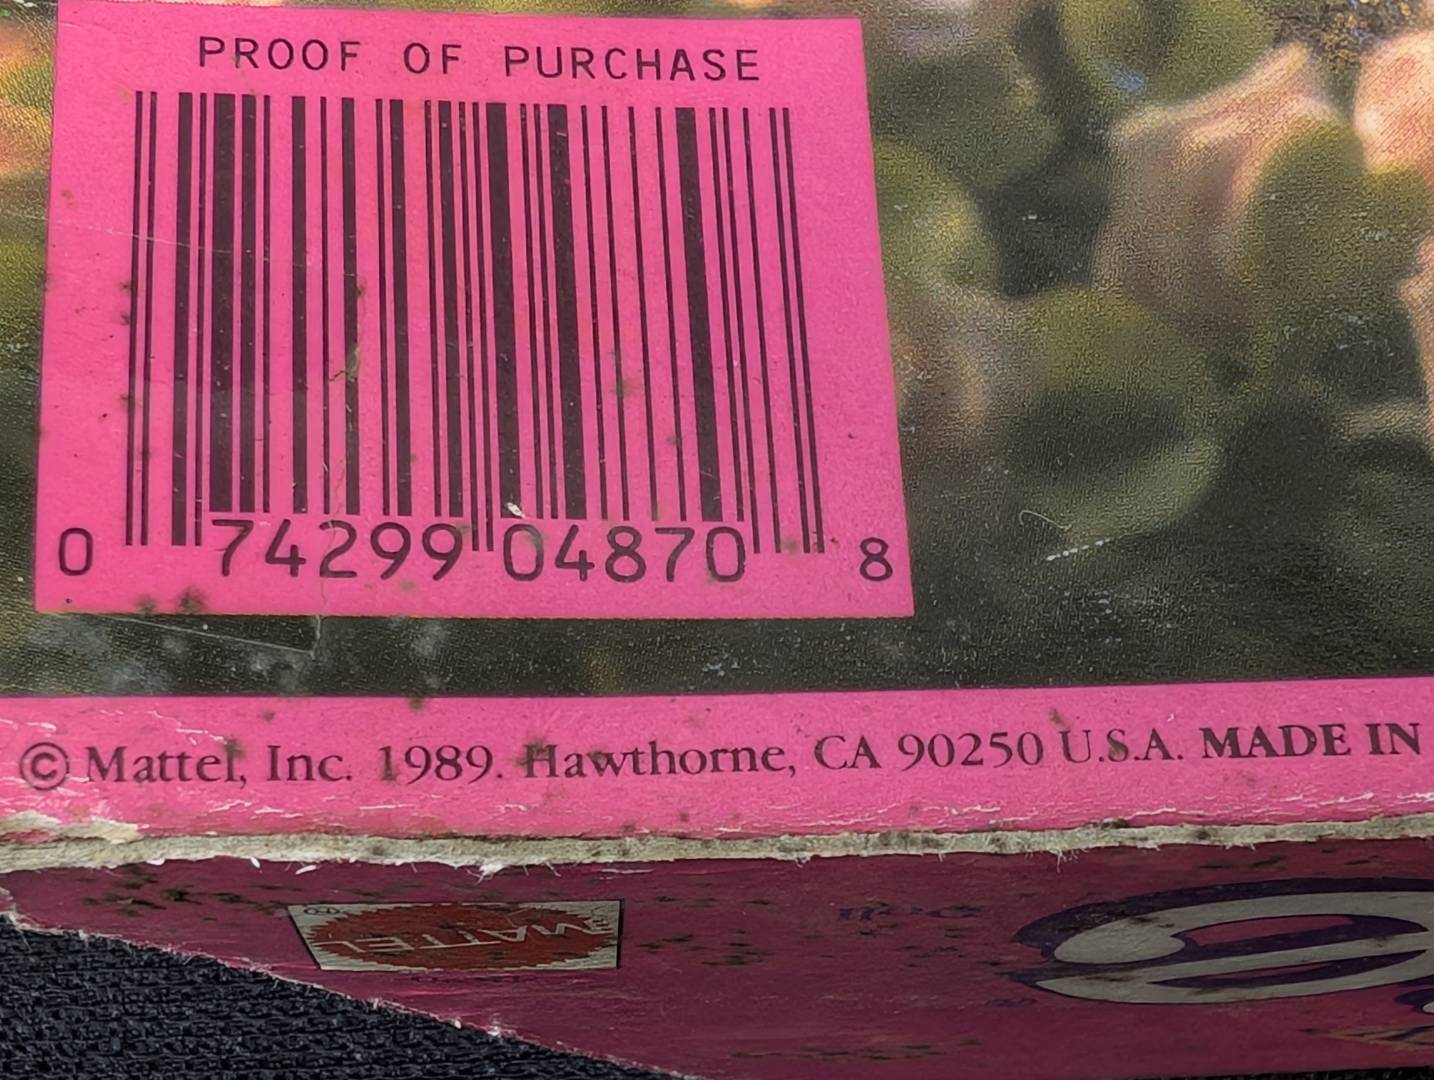 PROOF OF PURCHASE
0 74299 04870 8
© Mattel, Inc. 1989. Hawthorne, CA 90250 U.S.A. MADE IN
MATTEL